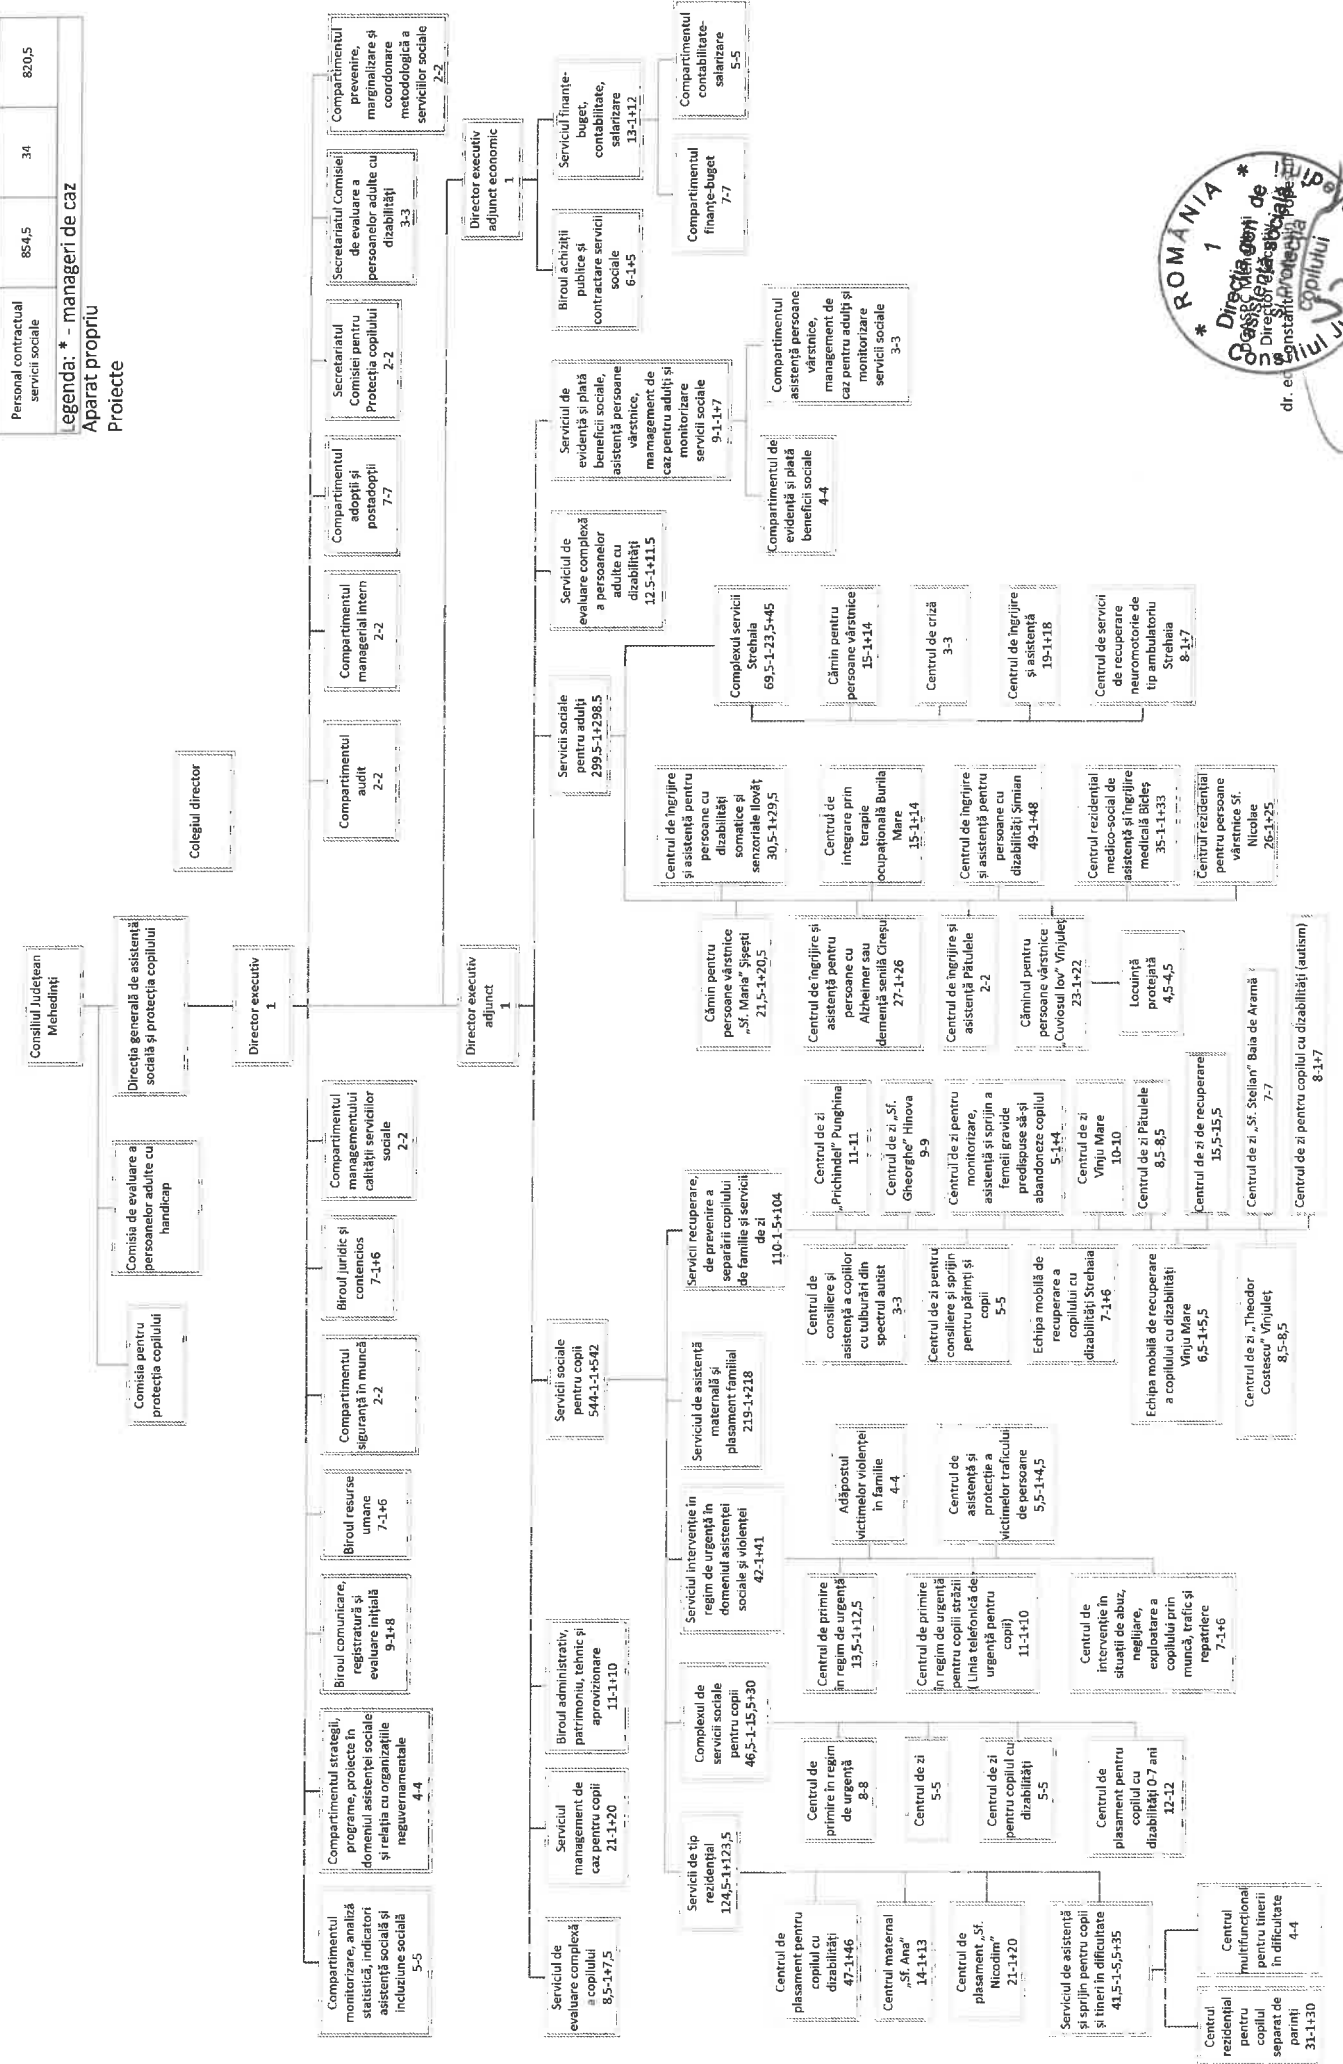 Personal contractual
servicii sociale
854,5
34
820,5
Legenda: * - manageri de caz
Aparat propriu
Proiecte
Consiliul Județean
Mehedinți
Comisia pentru
protecția copilului
Comisia de evaluare a
persoanelor adulte cu
handicap
Direcția generală de asistență
socială și protecția copilului
Colegiul director
Director executiv
1
Compartimentul
monitorizare, analiză
statistică, indicatori
asistență socială și
incluziune socială
5-5
Compartimentul strategii,
programe, proiecte în
domeniul asistenței sociale
și relația cu organizațiile
neguvernamentale
4-4
Biroul comunicare,
registratură și
evaluare inițială
9-1+8
Biroul resurse
umane
7-1+6
Compartimentul
siguranță în muncă
2-2
Biroul juridic și
contencios
7-1+6
Compartimentul
managementului
calității serviciilor
sociale
2-2
Compartimentul
audit
2-2
Compartimentul
managerial intern
2-2
Compartimentul
adopții și
postadopții
7-7
Secretariatul
Comisiei pentru
Protecția copilului
2-2
Secretariatul Comisiei
de evaluare a
persoanelor adulte cu
dizabilități
3-3
Compartimentul
prevenire,
marginalizare și
coordonare
metodologică a
serviciilor sociale
2-2
Director executiv
adjunct
1
Director executiv
adjunct economic
1
Serviciul de
evaluare complexă
a copilului
8,5-1+7,5
Serviciul
management de
caz pentru copii
21-1+20
Biroul administrativ,
patrimoniu, tehnic și
aprovizionare
11-1+10
Servicii sociale
pentru copii
544-1-1+542
Servicii sociale
pentru adulți
299,5-1+298.5
Serviciul de
evaluare complexă
a persoanelor
adulte cu
dizabilități
12.5-1+11.5
Serviciul de
evidență și plată
beneficii sociale,
asistență persoane
vârstnice,
mamagement de
caz pentru adulți și
monitorizare
servicii sociale
9-1-1+7
Biroul achiziții
publice și
contractare servicii
sociale
6-1+5
Serviciul finanțe-
buget,
contabilitate,
salarizare
13-1+12
Compartimentul
finanțe-buget
7-7
Compartimentul
contabilitate-
salarizare
5-5
Compartimentul de
evidență și plată
beneficii sociale
4-4
Compartimentul
asistență persoane
vârstnice,
management de
caz pentru adulți și
monitorizare
servicii sociale
3-3
Servicii de tip
rezidențial
124,5-1+123,5
Complexul de
servicii sociale
pentru copii
46,5-1-15,5+30
Serviciul intervenție în
regim de urgență în
domeniul asistenței
sociale și violenței
42-1+41
Serviciul de asistență
maternală și
plasament familial
219-1+218
Servicii recuperare,
de prevenire a
separării copilului
de familie și servicii
de zi
110-1-5+104
Centrul de
plasament pentru
copilul cu
dizabilități
47-1+46
Centrul maternal
„Sf. Ana"
14-1+13
Centrul de
plasament „Sf.
Nicodim"
21-1+20
Serviciul de asistență
și sprijin pentru copii
și tineri în dificultate
41,5-1-5,5+35
Centrul
rezidențial
pentru
copilul
separat de
parinți
31-1+30
Centrul
multifuncțional
pentru tinerii
în dificultate
4-4
Centrul de
primire în regim
de urgență
8-8
Centrul de zi
5-5
Centrul de zi
pentru copilul cu
dizabilități
5-5
Centrul de
plasament pentru
copilul cu
dizabilități 0-7 ani
12-12
Centrul de primire
în regim de urgență
13,5-1+12,5
Centrul de primire
în regim de urgență
pentru copiii străzii
( Linia telefonică de
urgență pentru
copii)
11-1+10
Centrul de
intervenție în
situații de abuz,
neglijare,
exploatare a
copilului prin
muncă, trafic și
repatriere
7-1+6
Adăpostul
victimelor violenței
în familie
4-4
Centrul de
asistență și
protecție a
victimelor traficului
de persoane
5,5-1+4,5
Centrul de
consiliere și
asistență a copiilor
cu tulburări din
spectrul autist
3-3
Centrul de zi pentru
consiliere și sprijin
pentru părinți și
copii
5-5
Echipa mobilă de
recuperare a
copilului cu
dizabilități Strehaia
7-1+6
Echipa mobilă de recuperare
a copilului cu dizabilități
Vînju Mare
6,5-1+5,5
Centrul de zi „Theodor
Costescu" Vînjuleț
8,5-8,5
Centrul de zi
„Prichindel" Punghina
11-11
Centrul de zi „Sf.
Gheorghe" Hinova
9-9
Centrul de zi pentru
monitorizare,
asistență și sprijin a
femeii gravide
predispuse să-și
abandoneze copilul
5-1+4
Centrul de zi
Vînju Mare
10-10
Centrul de zi Pătulele
8,5-8,5
Centrul de zi de recuperare
15,5-15,5
Centrul de zi „Sf. Stelian" Baia de Aramă
7-7
Centrul de zi pentru copilul cu dizabilități (autism)
8-1+7
Cămin pentru
persoane vârstnice
„Sf. Maria" Șișești
21,5-1+20,5
Centrul de îngrijire și
asistență pentru
persoane cu
Alzheimer sau
demență senilă Cireșu
27-1+26
Centrul de îngrijire și
asistență Pătulele
2-2
Căminul pentru
persoane vârstnice
„Cuviosul Iov" Vînjuleț
23-1+22
Locuință
protejată
4,5-4,5
Centrul de îngrijire
și asistență pentru
persoane cu
dizabilități
somatice și
senzoriale Ilovăț
30,5-1+29,5
Centrul de
integrare prin
terapie
ocupațională Burila
Mare
15-1+14
Centrul de îngrijire
și asistență pentru
persoane cu
dizabilități Șimian
49-1+48
Centrul rezidențial
medico-social de
asistență și îngrijire
medicală Bicleș
35-1-1+33
Centrul rezidențial
pentru persoane
vârstnice Sf.
Nicolae
26-1+25
Complexul servicii
Strehaia
69,5-1-23,5+45
Cămin pentru
persoane vârstnice
15-1+14
Centrul de criză
3-3
Centrul de îngrijire
și asistență
19-1+18
Centrul de servicii
de recuperare
neuromotorie de
tip ambulatoriu
Strehaia
8-1+7
* ROMÂNIA *
1
Direcția gen de
asistență socială
copilului
Consiliul